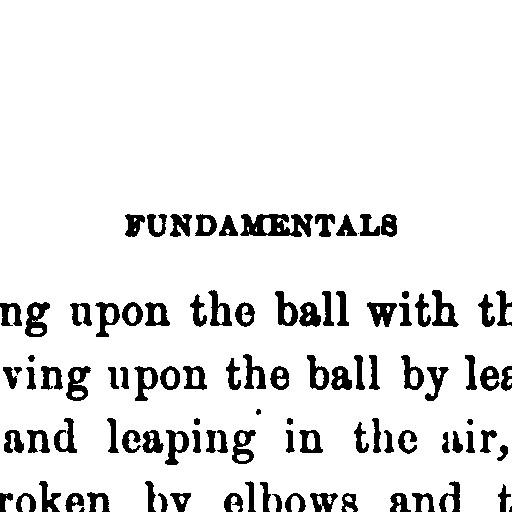 FUNDAMENTALS
ng upon the ball with th
ving upon the ball by lea
and leaping in the air,
roken by elbows and t